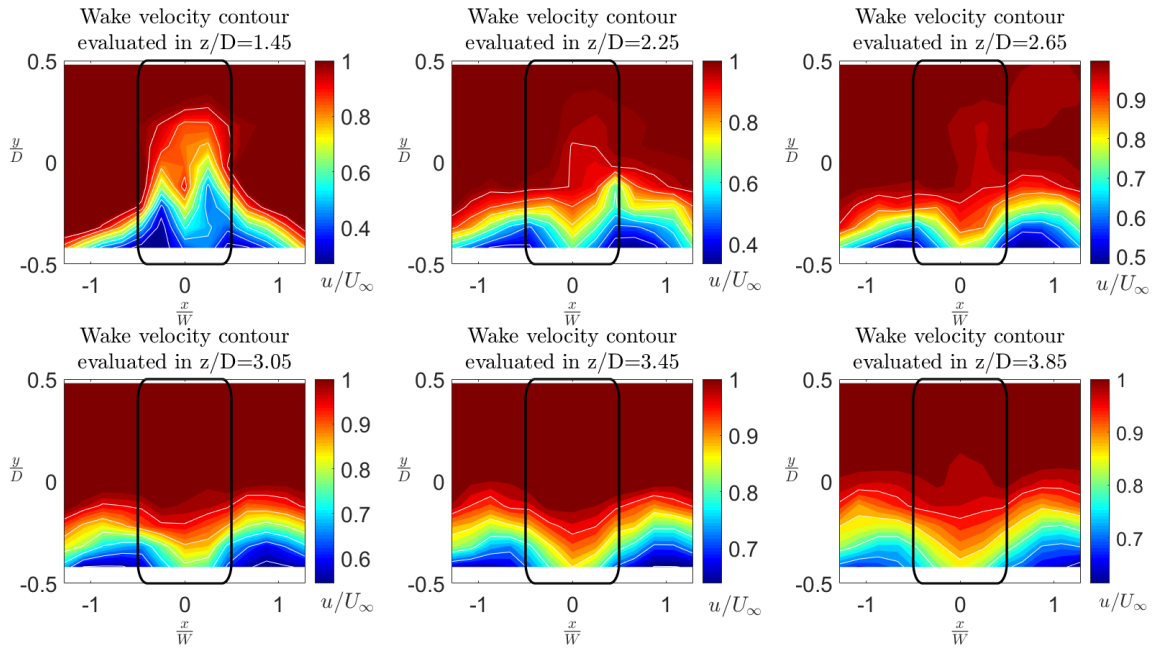 Wake velocity contour
evaluated in z/D=1.45
0.5
0
-0.5
y/D
-1
0
1
x/W
1
0.8
0.6
0.4
u/U∞
Wake velocity contour
evaluated in z/D=2.25
0.5
0
-0.5
y/D
-1
0
1
x/W
1
0.8
0.6
0.4
u/U∞
Wake velocity contour
evaluated in z/D=2.65
0.5
0
-0.5
y/D
-1
0
1
x/W
0.9
0.8
0.7
0.6
0.5
u/U∞
Wake velocity contour
evaluated in z/D=3.05
0.5
0
-0.5
y/D
-1
0
1
x/W
1
0.9
0.8
0.7
0.6
u/U∞
Wake velocity contour
evaluated in z/D=3.45
0.5
0
-0.5
y/D
-1
0
1
x/W
1
0.9
0.8
0.7
u/U∞
Wake velocity contour
evaluated in z/D=3.85
0.5
0
-0.5
y/D
-1
0
1
x/W
1
0.9
0.8
0.7
u/U∞